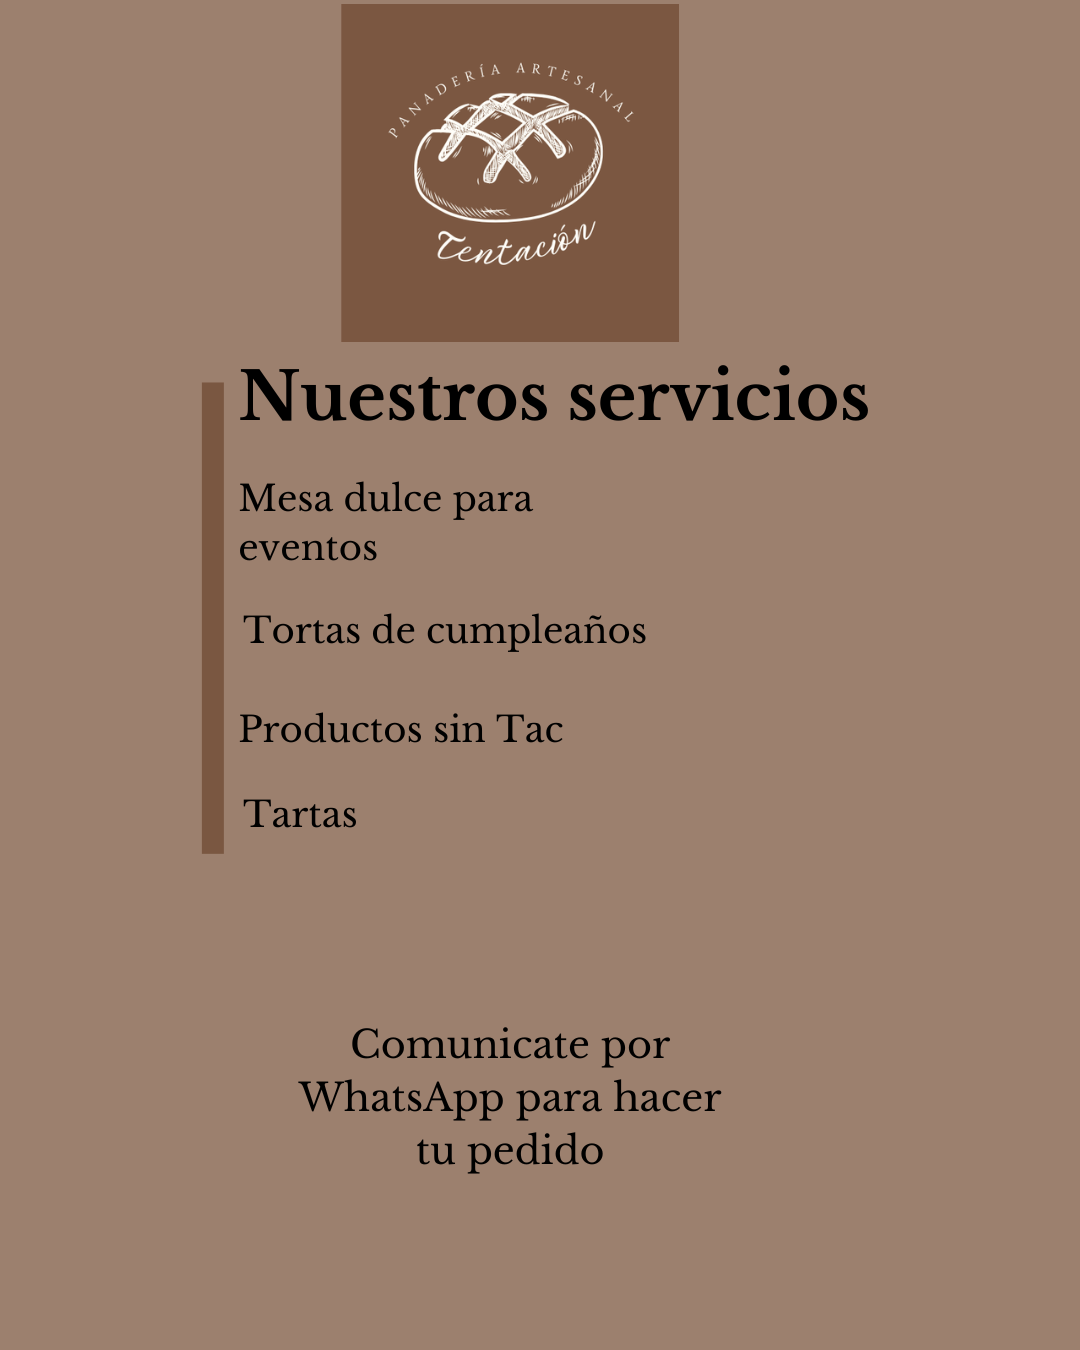 PANADERÍA ARTESANAL
Tentación
Nuestros servicios
Mesa dulce para
eventos
Tortas de cumpleaños
Productos sin Tac
Tartas
Comunicate por
WhatsApp para hacer
tu pedido